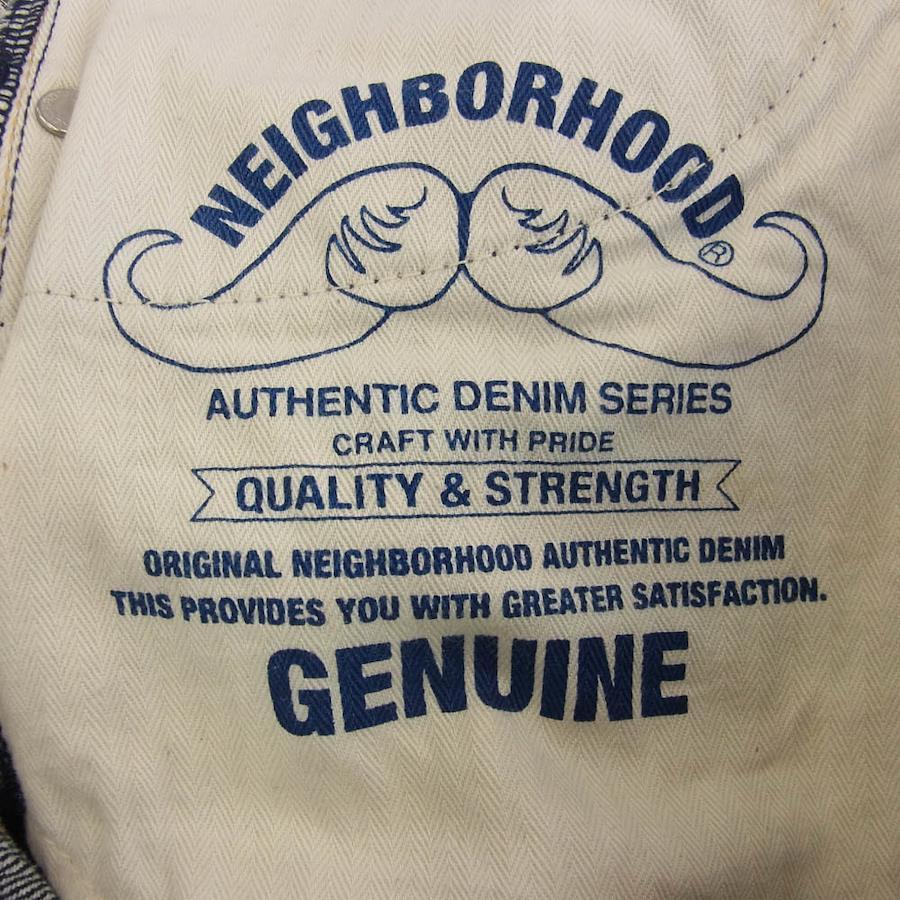 NEIGHBORHOOD®
AUTHENTIC DENIM SERIES
CRAFT WITH PRIDE
QUALITY & STRENGTH
ORIGINAL NEIGHBORHOOD AUTHENTIC DENIM
THIS PROVIDES YOU WITH GREATER SATISFACTION.
GENUINE